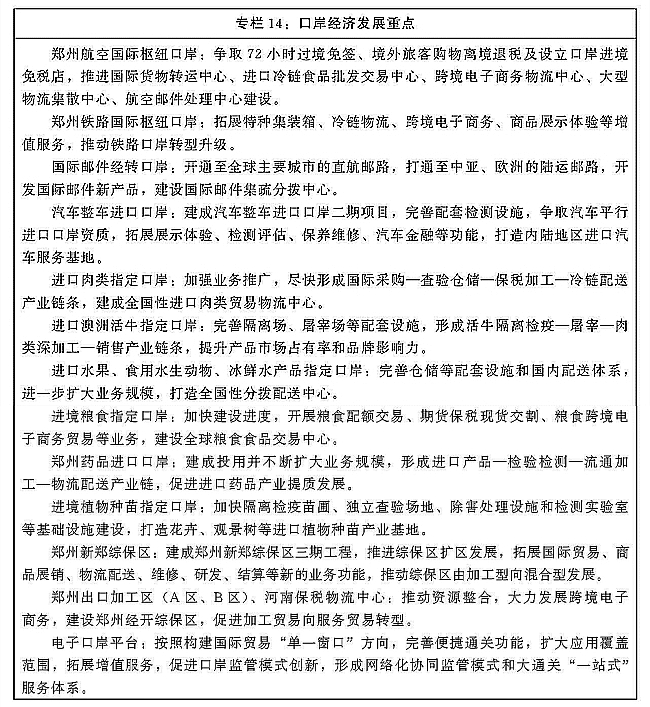 专栏 14：口岸经济发展重点
郑州航空国际枢纽口岸：争取 72 小时过境免签、境外旅客购物离境退税及设立口岸进境
免税店，推进国际货物转运中心、进口冷链食品批发交易中心、跨境电子商务物流中心、大型
物流集散中心、航空邮件处理中心建设。
郑州铁路国际枢纽口岸：拓展特种集装箱、冷链物流、跨境电子商务、商品展示体验等增
值服务，推动铁路口岸转型升级。
国际邮件经转口岸：开通至全球主要城市的直航邮路，打通至中亚、欧洲的陆运邮路，开
发国际邮件新产品，建设国际邮件集疏分拨中心。
汽车整车进口口岸：建成汽车整车进口口岸二期项目，完善配套检测设施，争取汽车平行
进口口岸资质，拓展展示体验、检测评估、保养维修、汽车金融等功能，打造内陆地区进口汽
车服务基地。
进口肉类指定口岸：加强业务推广，尽快形成国际采购—查验仓储—保税加工—冷链配送
产业链条，建成全国性进口肉类贸易物流中心。
进口澳洲活牛指定口岸：完善隔离场、屠宰场等配套设施，形成活牛隔离检疫—屠宰—肉
类深加工—销售产业链条，提升产品市场占有率和品牌影响力。
进口水果、食用水生动物、冰鲜水产品指定口岸：完善仓储等配套设施和国内配送体系，
进一步扩大业务规模，打造全国性分拨配送中心。
进境粮食指定口岸：加快建设进度，开展粮食配额交易、期货保税现货交割、粮食跨境电
子商务贸易等业务，建设全球粮食食品交易中心。
郑州药品进口口岸：建成投用并不断扩大业务规模，形成进口产品—检验检测—流通加
工—物流配送产业链，促进进口药品产业提质发展。
进境植物种苗指定口岸：加快隔离检疫苗圃、独立查验场地、除害处理设施和检测实验室
等基础设施建设，打造花卉、观景树等进口植物种苗产业基地。
郑州新郑综保区：建成郑州新郑综保区三期工程，推进综保区扩区发展，拓展国际贸易、商
品展销、物流配送、维修、研发、结算等新的业务功能，推动综保区由加工型向混合型发展。
郑州出口加工区（A 区、B 区）、河南保税物流中心：推动资源整合，大力发展跨境电子
商务，建设郑州经开综保区，促进加工贸易向服务贸易转型。
电子口岸平台：按照构建国际贸易“单一窗口”方向，完善便捷通关功能，扩大应用覆盖
范围，拓展增值服务，促进口岸监管模式创新，形成网络化协同监管模式和大通关“一站式”
服务体系。